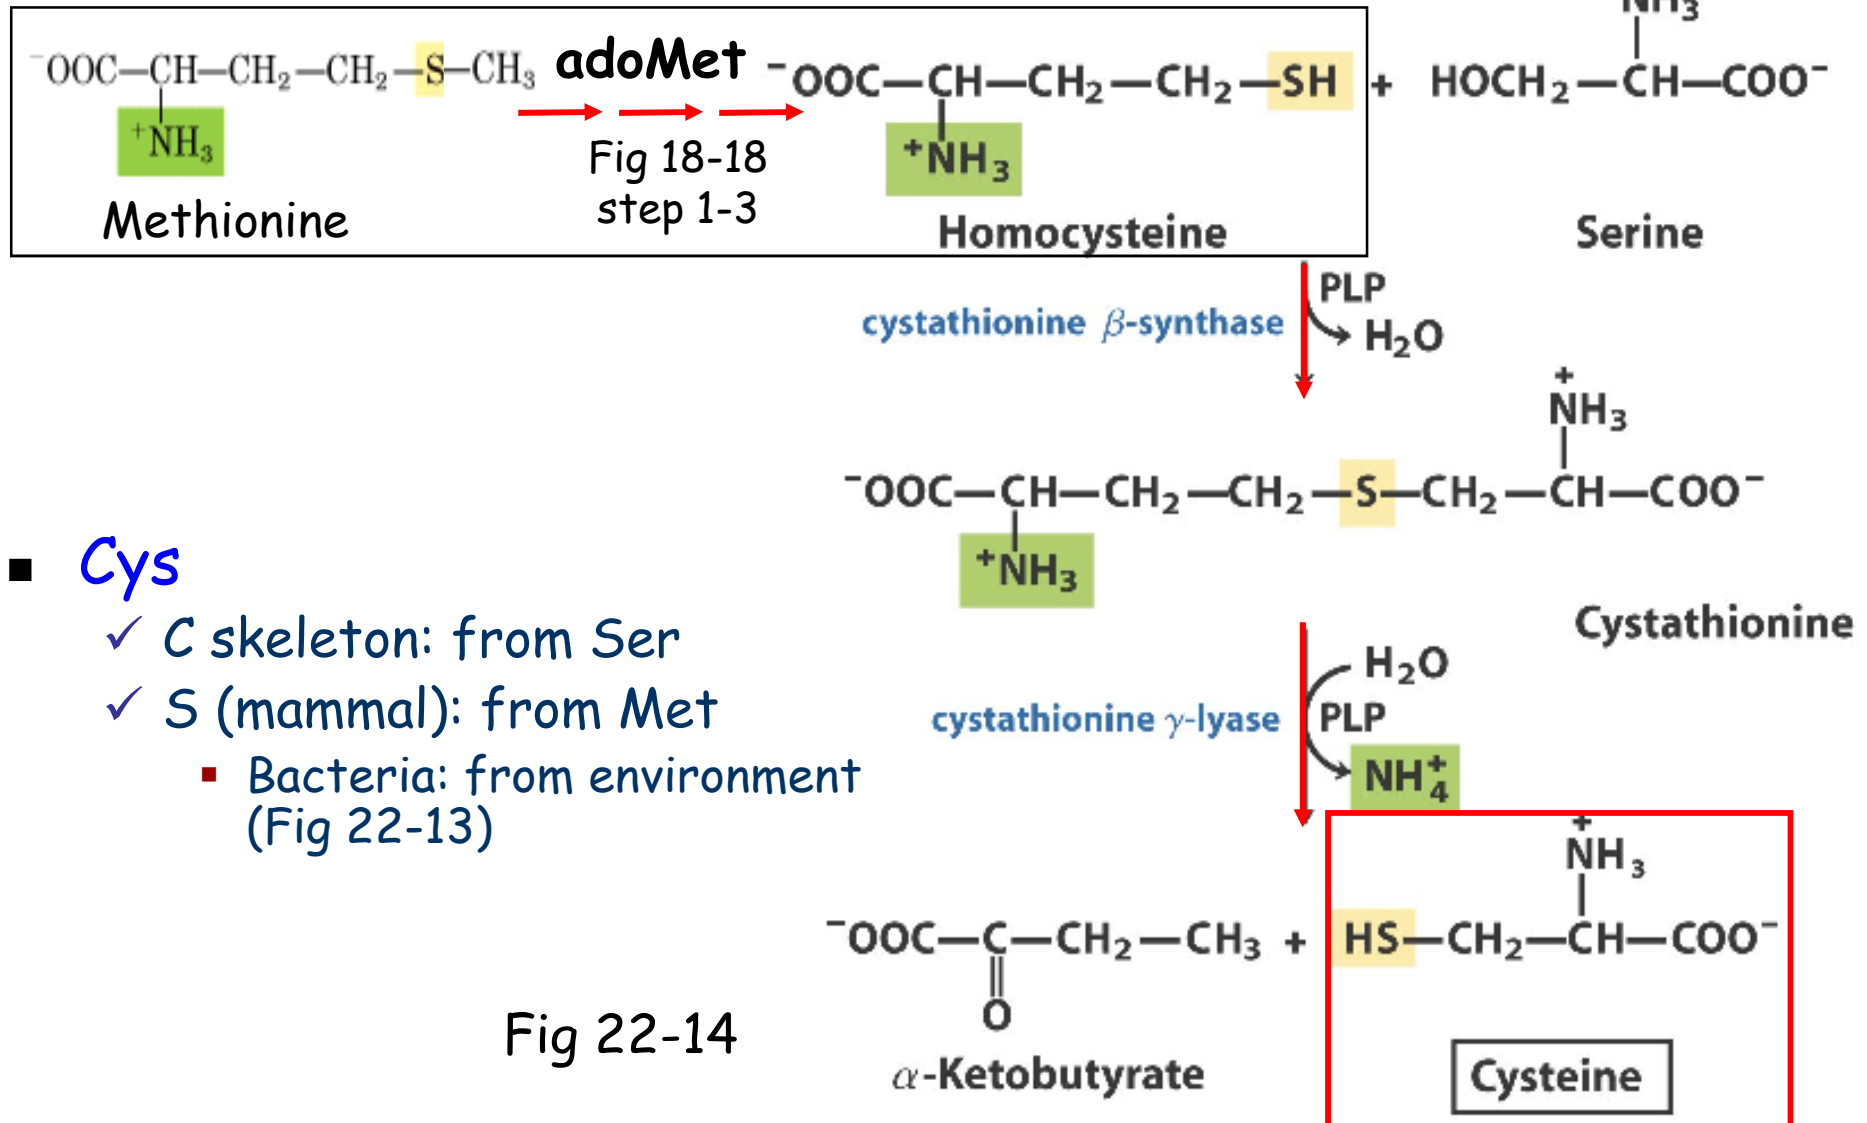 ⁻OOC—CH—CH₂—CH₂—S—CH₃
⁺NH₃
Methionine
adoMet
Fig 18-18
step 1-3
⁻OOC—CH—CH₂—CH₂—SH
⁺NH₃
Homocysteine
+
NH₃
HOCH₂—CH—COO⁻
Serine
cystathionine β-synthase
PLP
H₂O
+
NH₃
⁻OOC—CH—CH₂—CH₂—S—CH₂—CH—COO⁻
⁺NH₃
Cystathionine
Cys
C skeleton: from Ser
S (mammal): from Met
Bacteria: from environment
(Fig 22-13)
cystathionine γ-lyase
H₂O
PLP
NH₄⁺
⁻OOC—C—CH₂—CH₃
O
α-Ketobutyrate
+
+
NH₃
HS—CH₂—CH—COO⁻
Cysteine
Fig 22-14